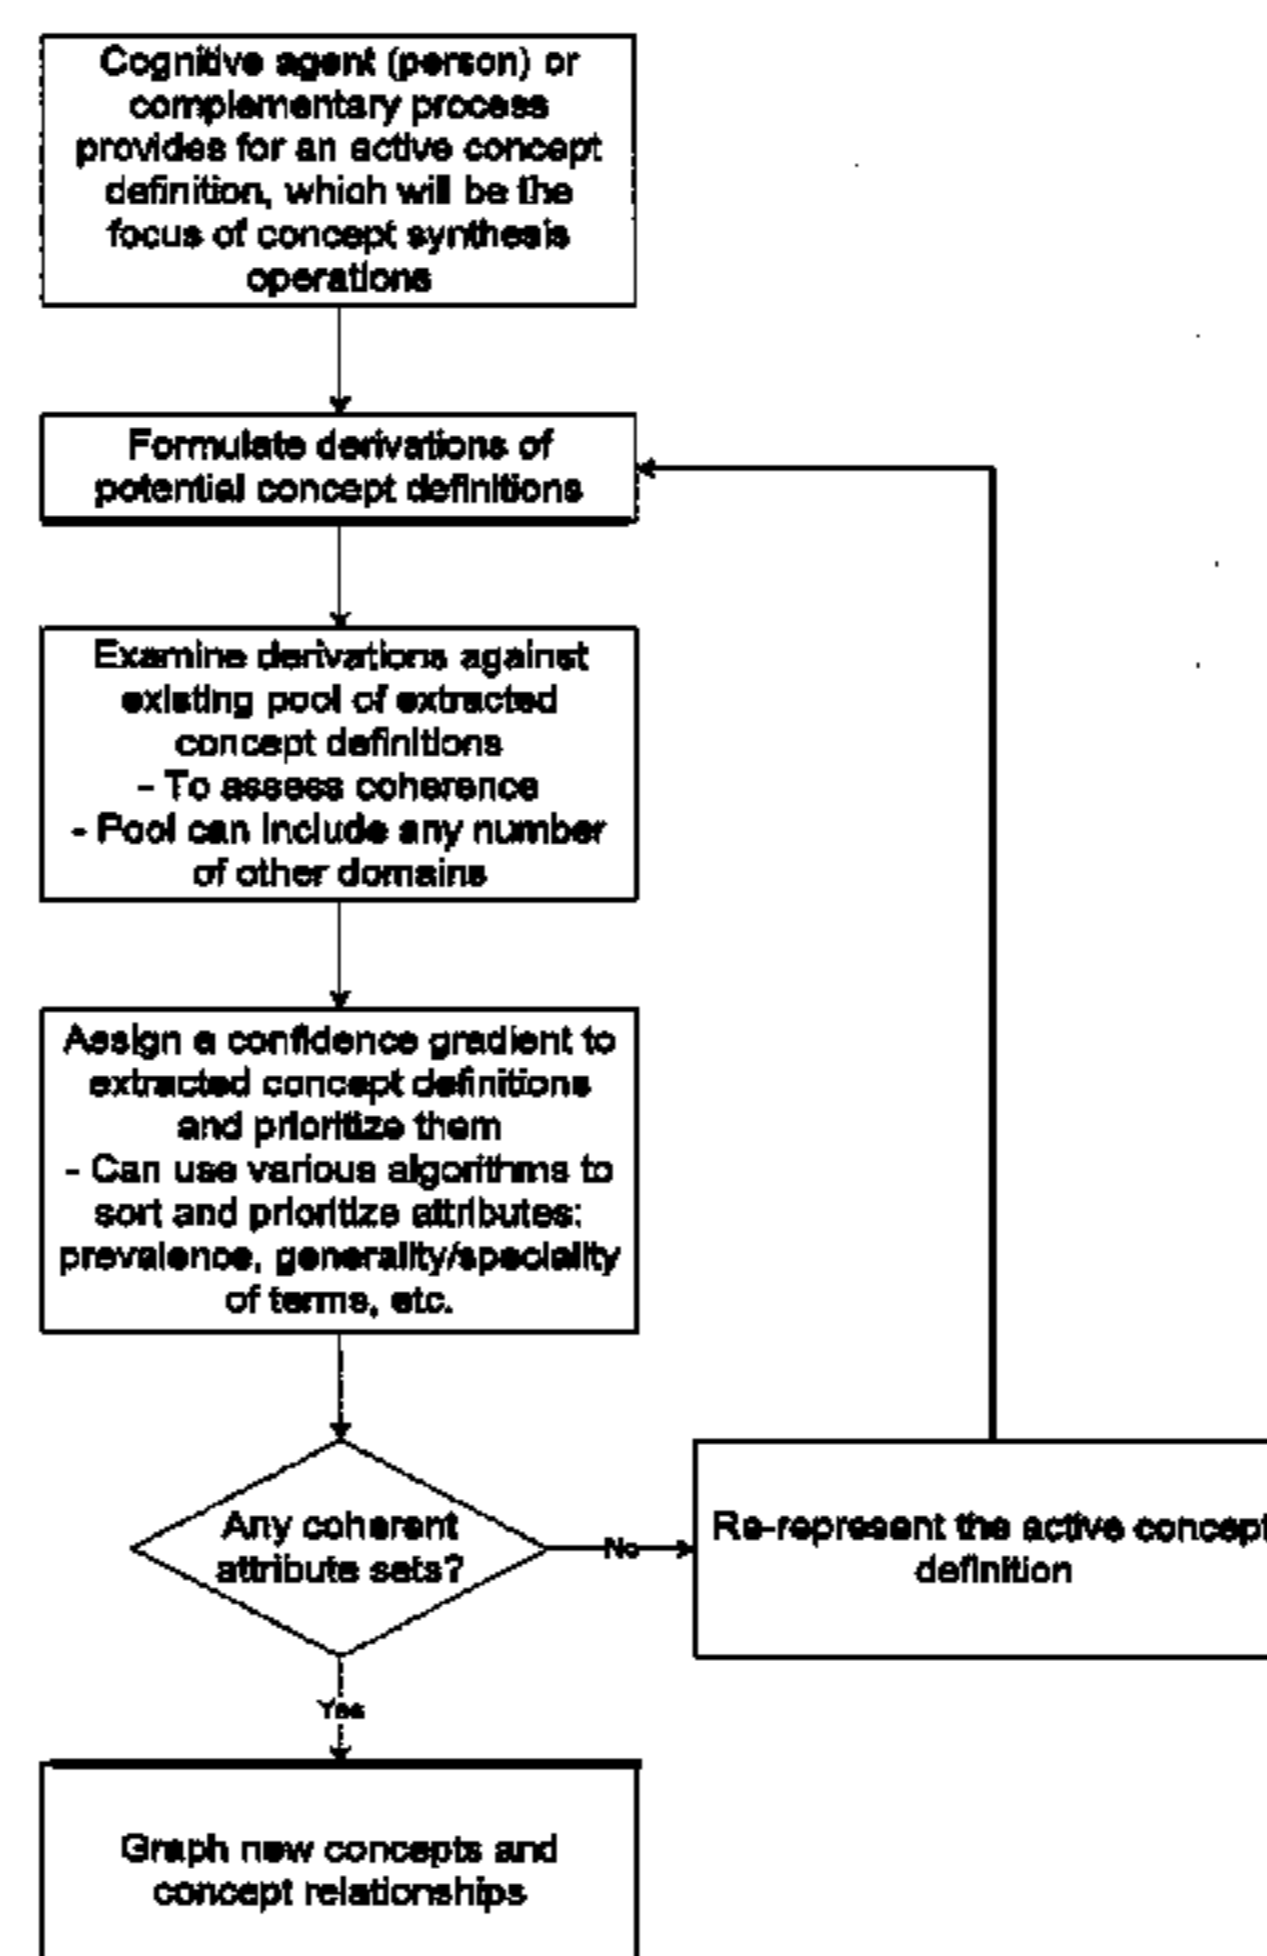 Cognitive agent (person) or
complementary process
provides for an active concept
definition, which will be the
focus of concept synthesis
operations
Formulate derivations of
potential concept definitions
Examine derivations against
existing pool of extracted
concept definitions
- To assess coherence
- Pool can include any number
of other domains
Assign a confidence gradient to
extracted concept definitions
and prioritize them
- Can use various algorithms to
sort and prioritize attributes:
prevalence, generality/speciality
of terms, etc.
Any coherent
attribute sets?
No
Re-represent the active concept
definition
Yes
Graph new concepts and
concept relationships